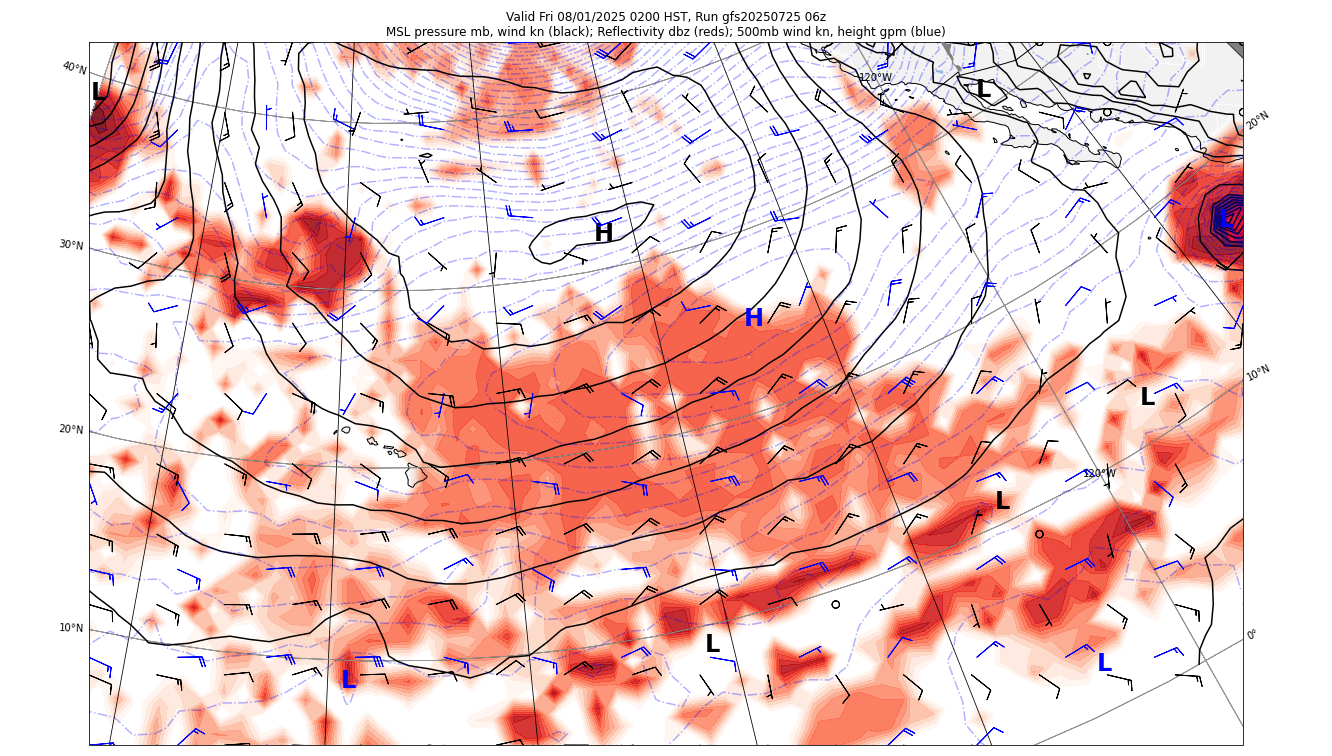 Valid Fri 08/01/2025 0200 HST, Run gfs20250725 06z
MSL pressure mb, wind kn (black); Reflectivity dbz (reds); 500mb wind kn, height gpm (blue)
40°N
120°W
L
L
20°N
L
30°N
H
H
10°N
L
20°N
120°W
L
10°N
0°
L
L
L